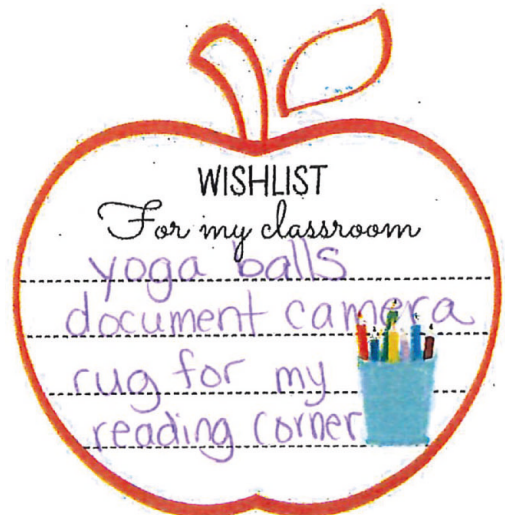 WISHLIST
For my classroom
yoga balls
document camera
rug for my
reading corner